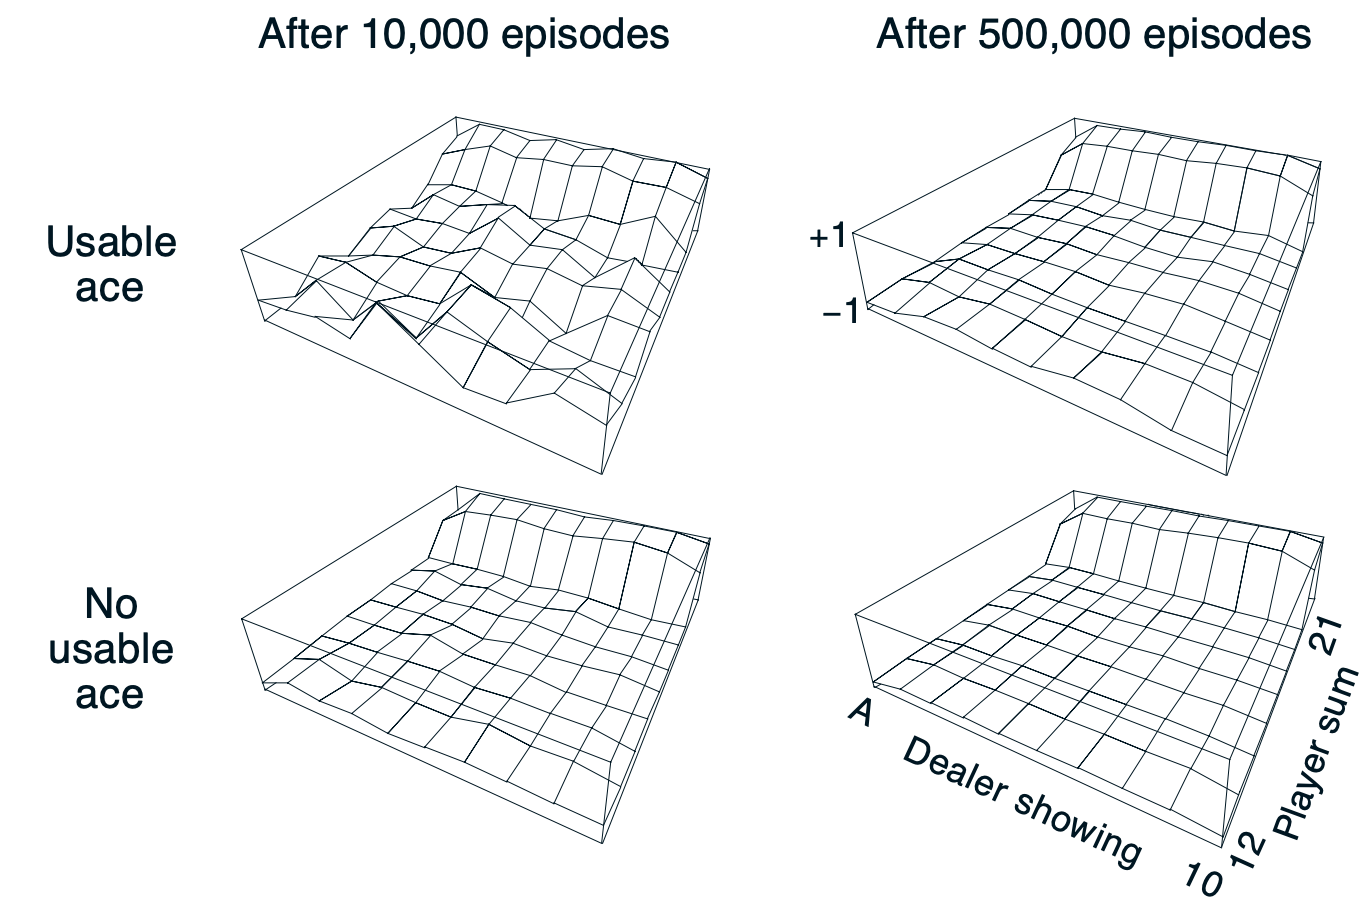 After 10,000 episodes
After 500,000 episodes
Usable
ace
+1
−1
No
usable
ace
A
Dealer showing
10
12
Player sum
21